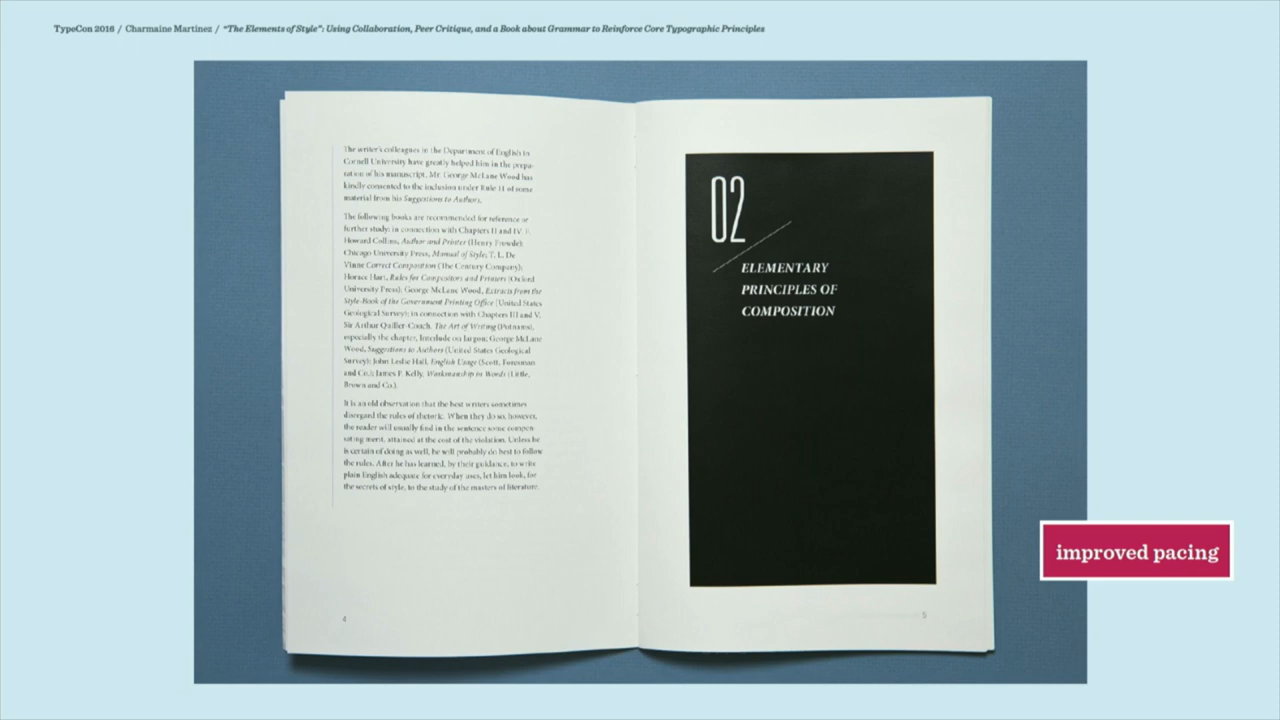 TypeCon 2016 / Charmaine Martinez / “The Elements of Style”: Using Collaboration, Peer Critique, and a Book about Grammar to Reinforce Core Typographic Principles
The writer's colleagues in the Department of English in
Cornell University have greatly helped him in the prepa-
ration of his manuscript. Mr. George McLane Wood has
kindly consented to the inclusion under Rule 11 of some
material from his Suggestions to Authors.
The following books are recommended for reference or
further study: in connection with Chapters II and IV, F.
Howard Collins, Author and Printer (Henry Frowde);
Chicago University Press, Manual of Style; T. L. De
Vinne Correct Composition (The Century Company);
Horace Hart, Rules for Compositors and Printers (Oxford
University Press); George McLane Wood, Extracts from the
Style-Book of the Government Printing Office (United States
Geological Survey); in connection with Chapters III and V,
Sir Arthur Quiller-Couch, The Art of Writing (Putnams),
especially the chapter, Interlude on Jargon; George McLane
Wood, Suggestions to Authors (United States Geological
Survey); John Leslie Hall, English Usage (Scott, Foresman
and Co.); James P. Kelly, Workmanship in Words (Little,
Brown and Co.).
It is an old observation that the best writers sometimes
disregard the rules of rhetoric. When they do so, however,
the reader will usually find in the sentence some compen-
sating merit, attained at the cost of the violation. Unless he
is certain of doing as well, he will probably do best to follow
the rules. After he has learned, by their guidance, to write
plain English adequate for everyday uses, let him look, for
the secrets of style, to the study of the masters of literature.
4
02
ELEMENTARY
PRINCIPLES OF
COMPOSITION
5
improved pacing